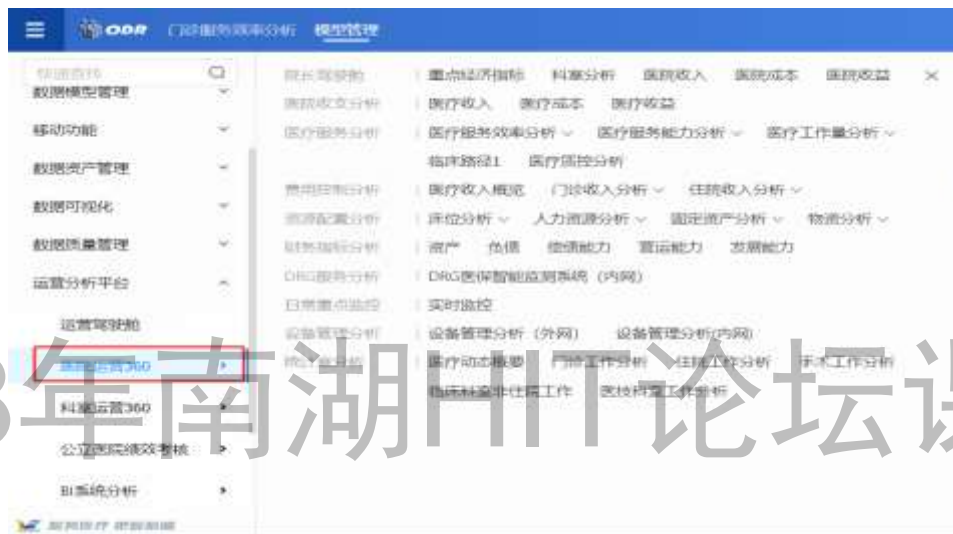 ODR 门诊服务效率分析 模型管理
快速查找
数据模型管理
移动功能
数据资产管理
数据可视化
数据质量管理
运营分析平台
运营驾驶舱
医院运营360
科室运营360
公立医院绩效考核
BI系统分析
院长驾驶舱 重点经济指标 科室分析 医院收入 医院成本 医院收益
医院收支分析 医疗收入 医疗成本 医疗收益
医疗服务分析 医疗服务效率分析 医疗服务能力分析 医疗工作量分析
临床路径1 医疗质控分析
费用控制分析 医疗收入概览 门诊收入分析 住院收入分析
资源配置分析 床位分析 人力资源分析 固定资产分析 物资分析
财务指标分析 资产 负债 偿债能力 营运能力 发展能力
DRG服务分析 DRG医保智能监测系统（内网）
日常重点监控 实时监控
设备管理分析 设备管理分析（外网） 设备管理分析(内网)
统计室分析 医疗动态概要 门诊工作分析 住院工作分析 手术工作分析
临床科室非住院工作 医技科室工作分析
年南湖HIT论坛